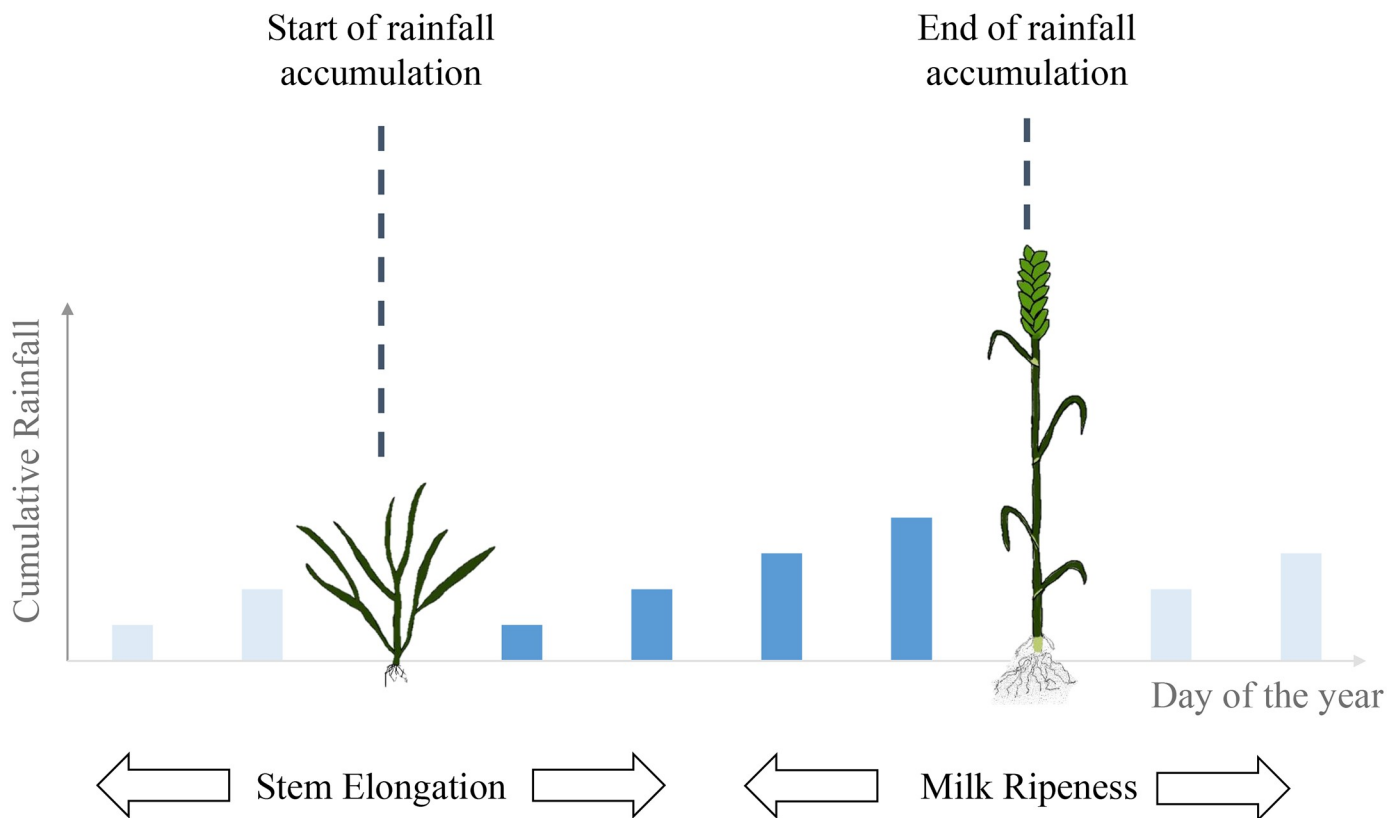 Start of rainfall
accumulation
End of rainfall
accumulation
Cumulative Rainfall
Day of the year
Stem Elongation
Milk Ripeness